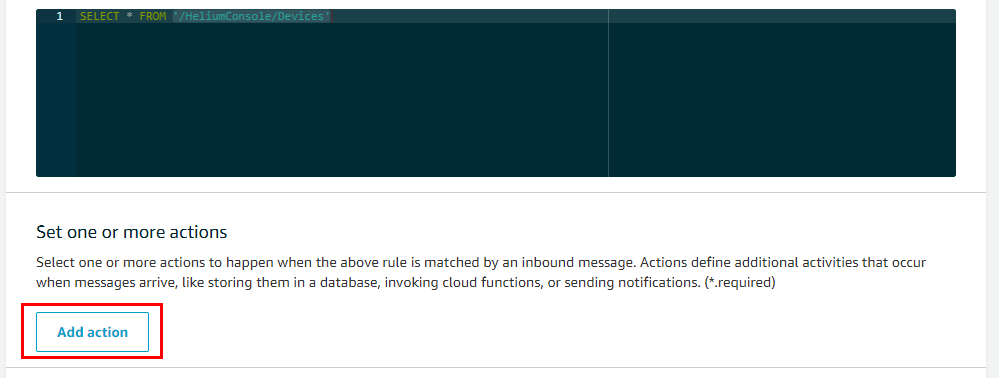 1 SELECT * FROM '/HeliumConsole/Devices'
Set one or more actions
Select one or more actions to happen when the above rule is matched by an inbound message. Actions define additional activities that occur
when messages arrive, like storing them in a database, invoking cloud functions, or sending notifications. (*.required)
Add action